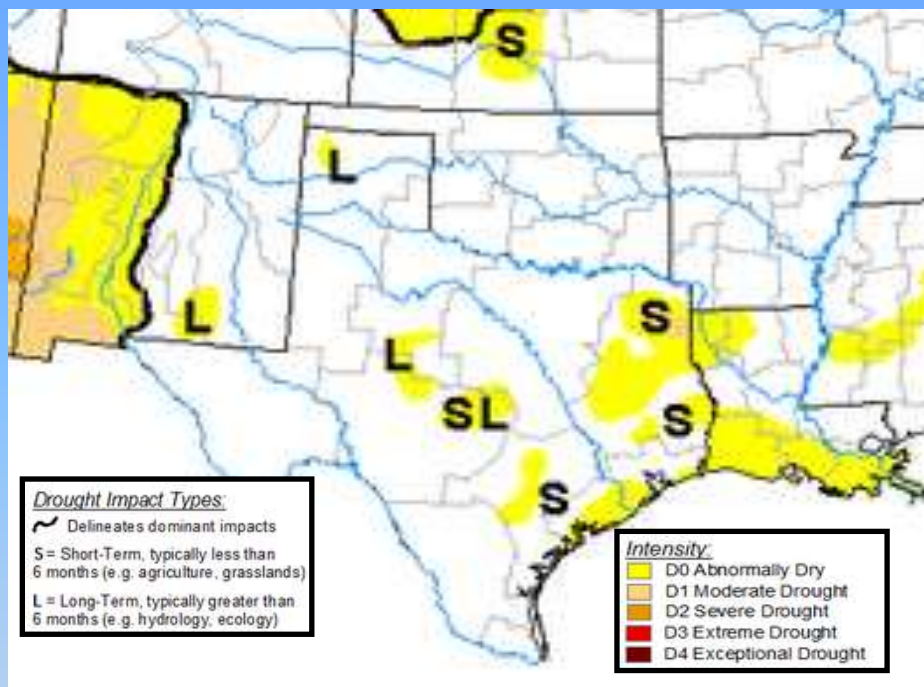 S
L
L
S
L
S L
S
S
Drought Impact Types:
Delineates dominant impacts
S = Short-Term, typically less than
6 months (e.g. agriculture, grasslands)
L = Long-Term, typically greater than
6 months (e.g. hydrology, ecology)
Intensity:
D0 Abnormally Dry
D1 Moderate Drought
D2 Severe Drought
D3 Extreme Drought
D4 Exceptional Drought